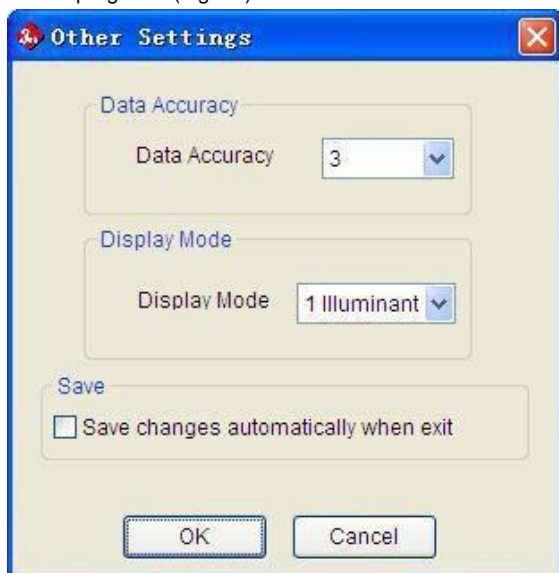 Other Settings
Data Accuracy
Data Accuracy 3
Display Mode
Display Mode 1 Illuminant
Save
Save changes automatically when exit
OK Cancel